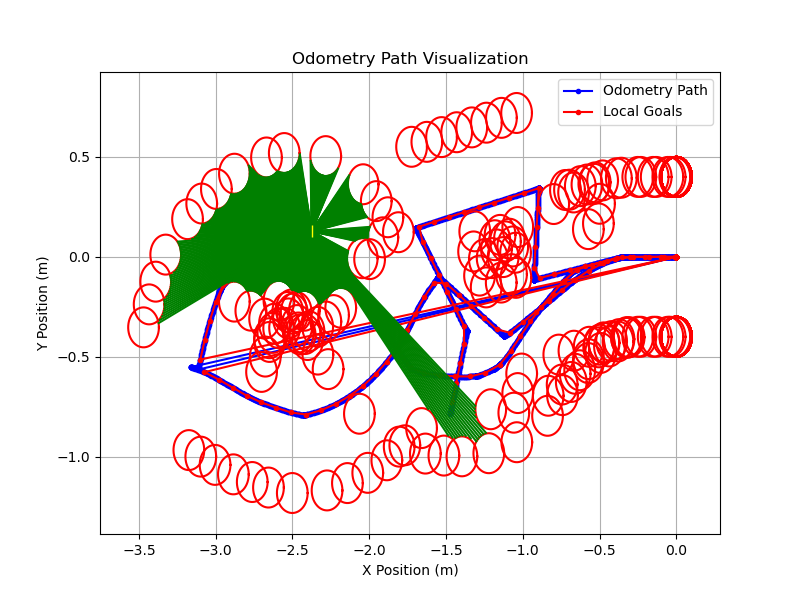 Odometry Path Visualization
Odometry Path
Local Goals
Y Position (m)
0.5
0.0
−0.5
−1.0
−3.5 −3.0 −2.5 −2.0 −1.5 −1.0 −0.5 0.0
X Position (m)